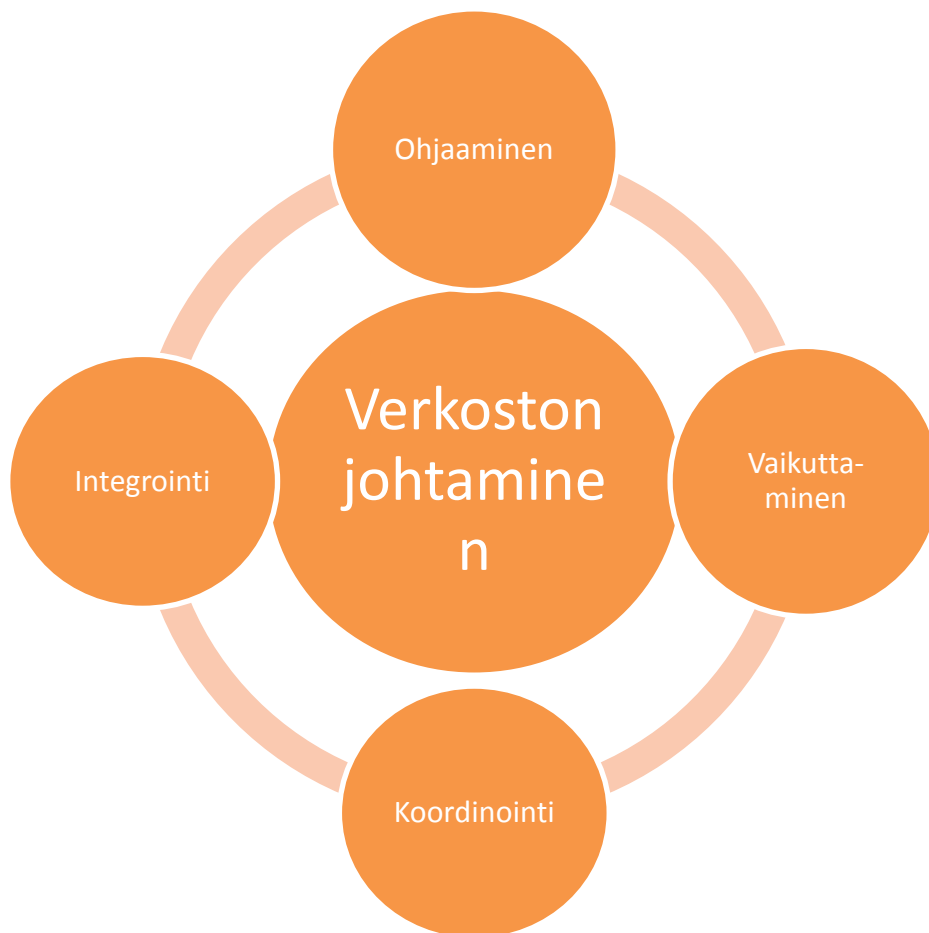 Ohjaaminen
Verkoston
johtamine
n
Integrointi
Vaikutta-
minen
Koordinointi